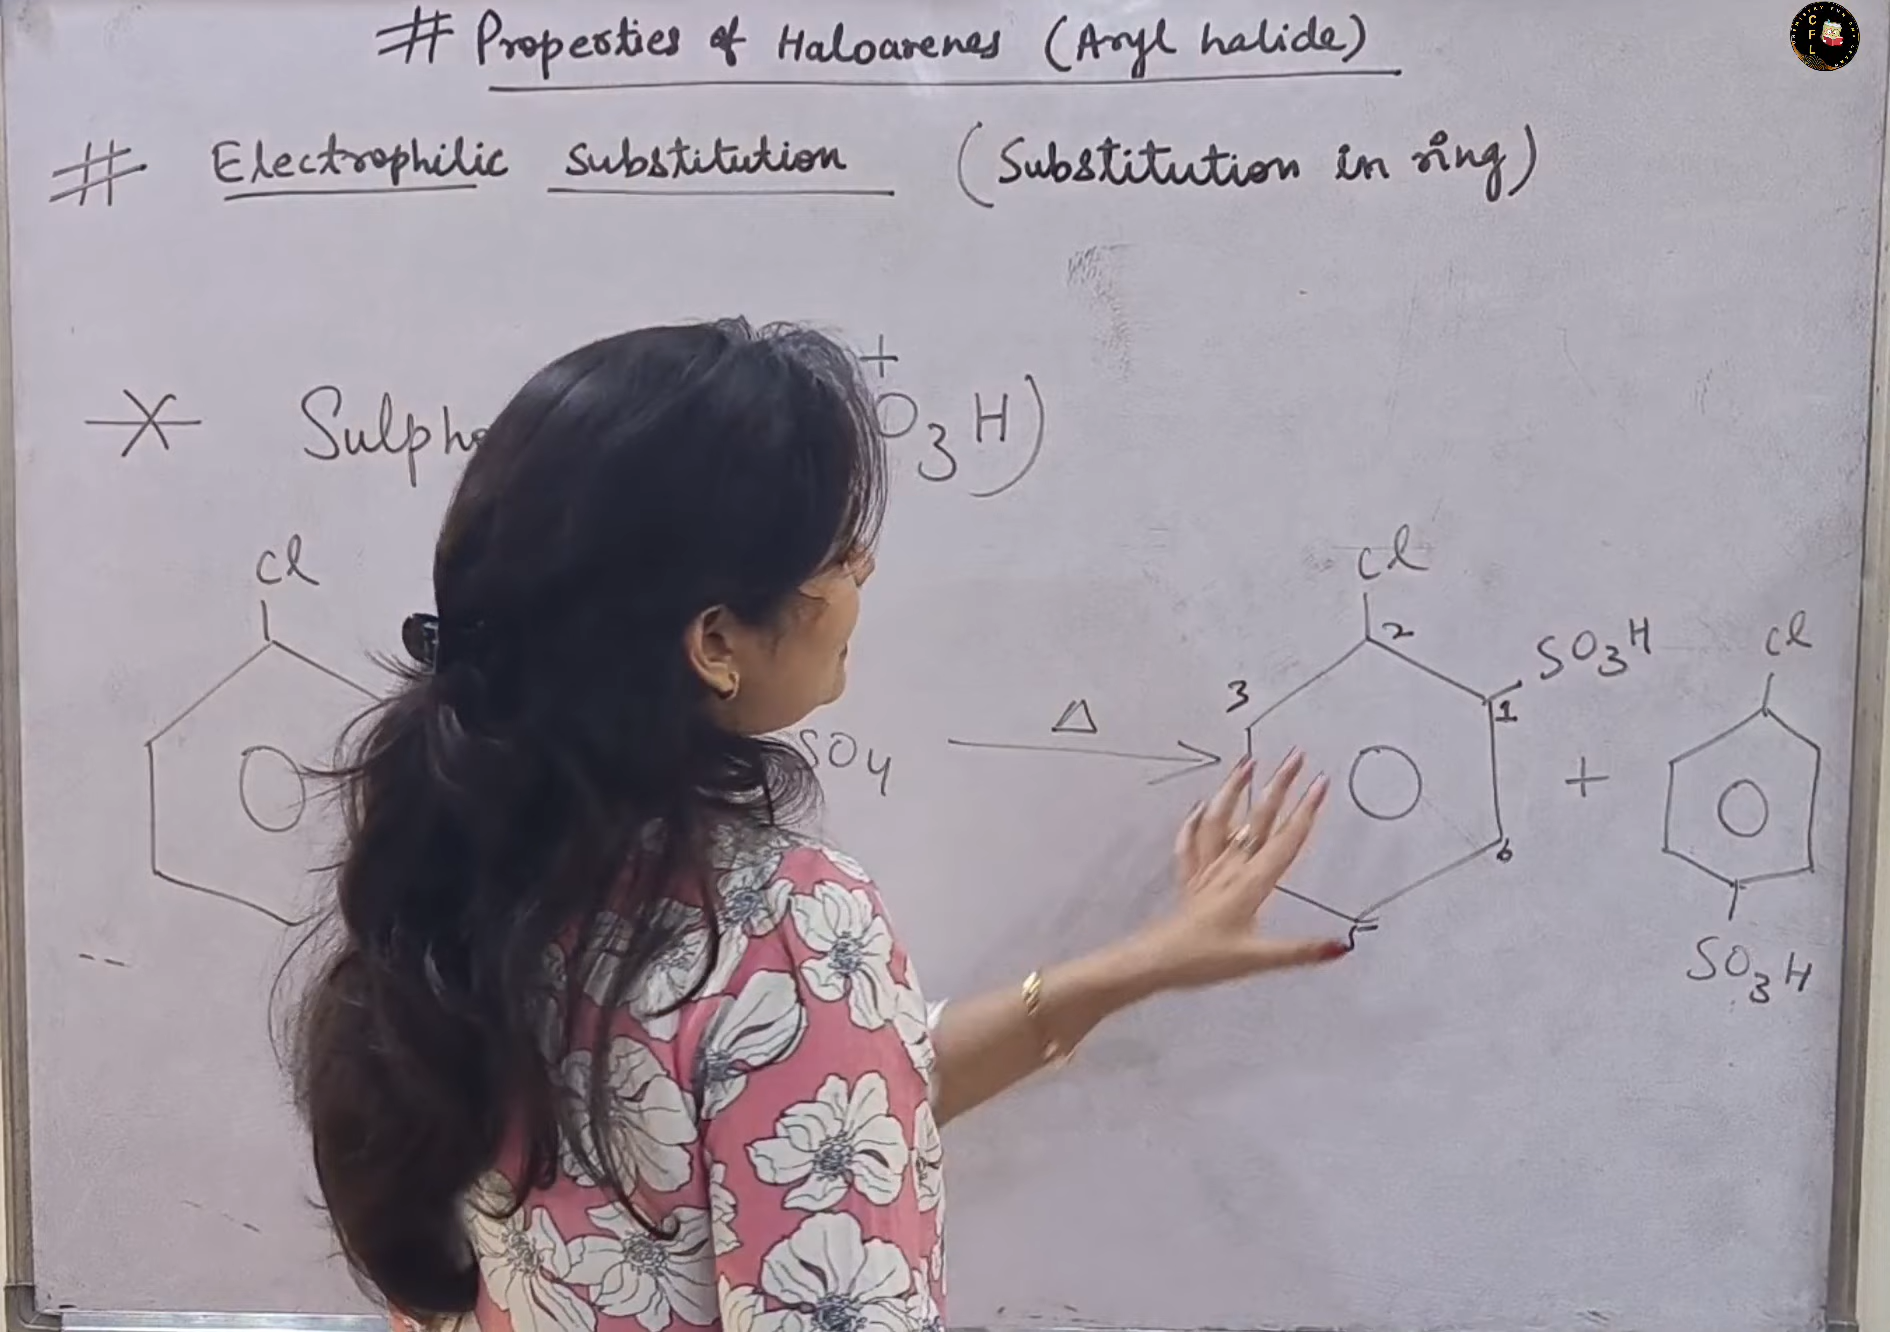 # Properties of Haloarenes (Aryl halide)
# Electrophilic substitution (Substitution in ring)
O3H)
+
Cl
SO4
Δ
Cl
2
SO3H
3
1
6
5
+
Cl
SO3H
CFL